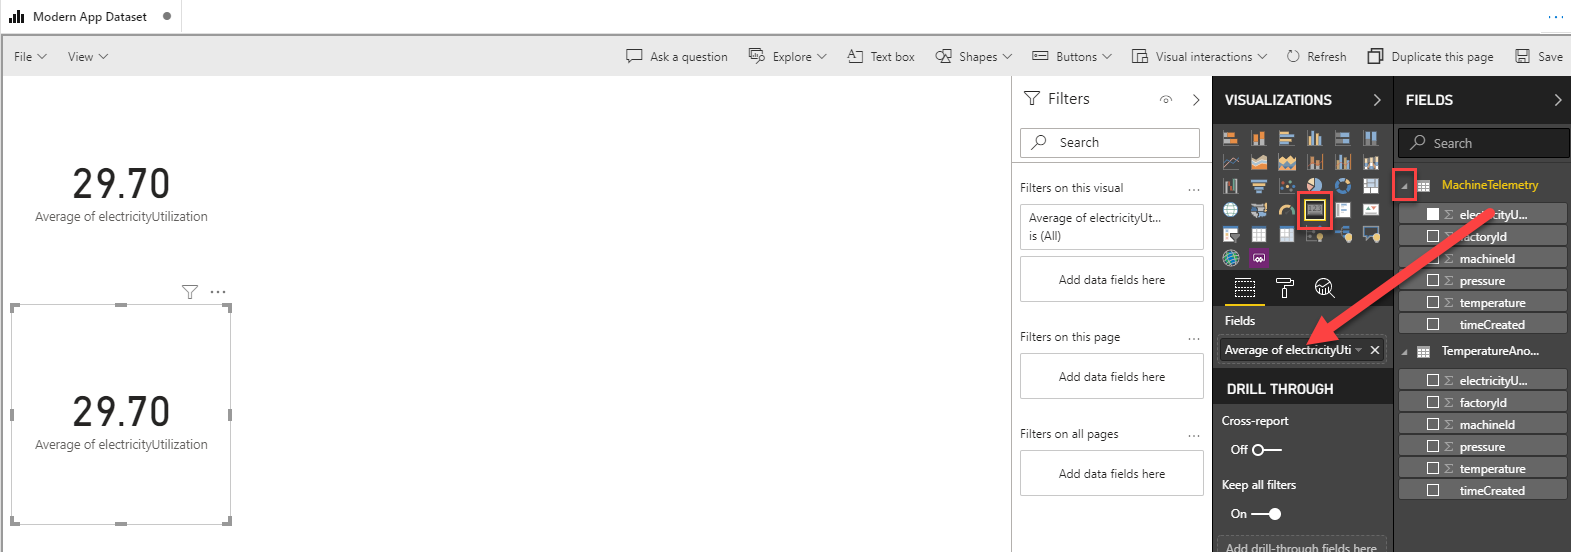 Modern App Dataset
File
View
Ask a question
Explore
Text box
Shapes
Buttons
Visual interactions
Refresh
Duplicate this page
Save
29.70
Average of electricityUtilization
29.70
Average of electricityUtilization
Filters
Search
Filters on this visual
Average of electricityUt...
is (All)
Add data fields here
Filters on this page
Add data fields here
Filters on all pages
Add data fields here
VISUALIZATIONS
Fields
Average of electricityUti
DRILL THROUGH
Cross-report
Off
Keep all filters
On
Add drill-through fields here
FIELDS
Search
MachineTelemetry
electricityU...
factoryId
machineId
pressure
temperature
timeCreated
TemperatureAno...
electricityU...
factoryId
machineId
pressure
temperature
timeCreated